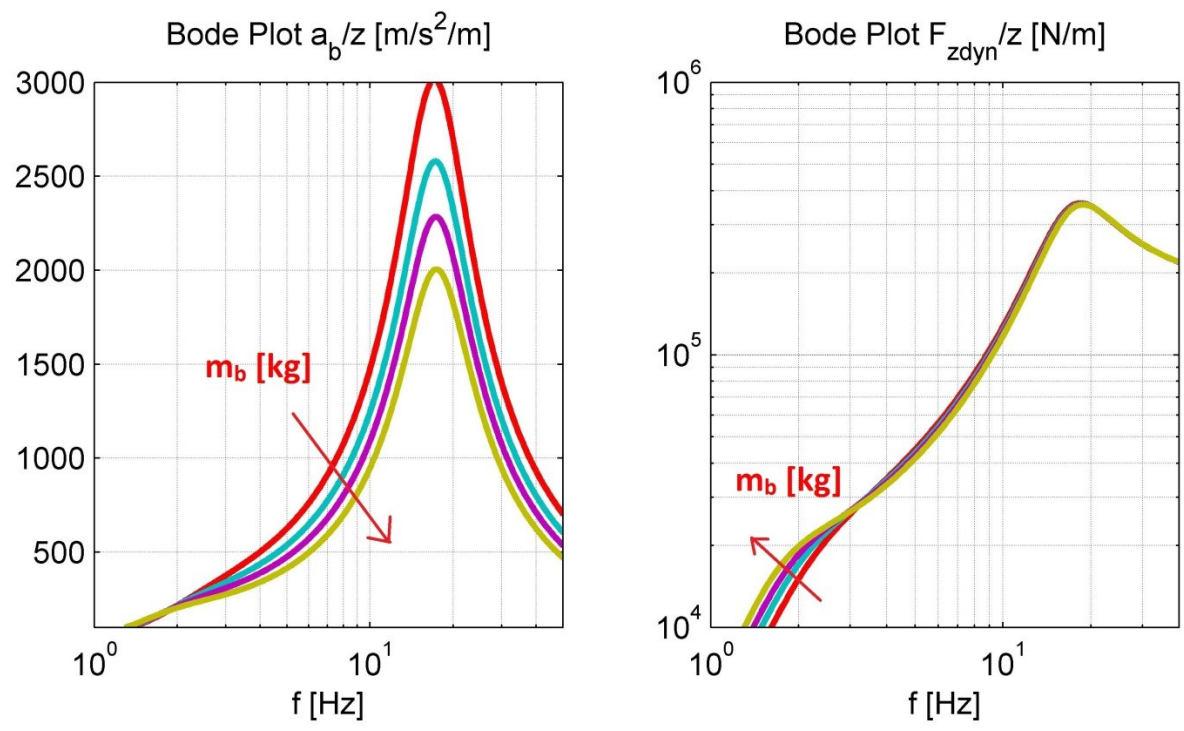 Bode Plot a_b/z [m/s^2/m]
3000
2500
2000
1500
1000
500
m_b [kg]
10^0
10^1
f [Hz]
Bode Plot F_zdyn/z [N/m]
10^6
10^5
10^4
m_b [kg]
10^0
10^1
f [Hz]